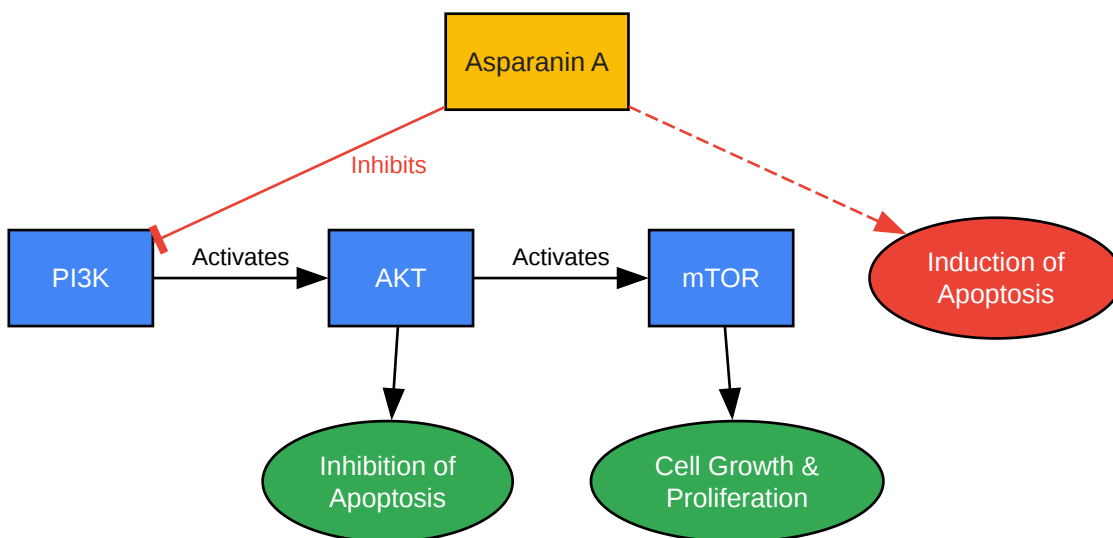 Asparanin A
Inhibits
PI3K
Activates
AKT
Activates
mTOR
Induction of
Apoptosis
Inhibition of
Apoptosis
Cell Growth &
Proliferation